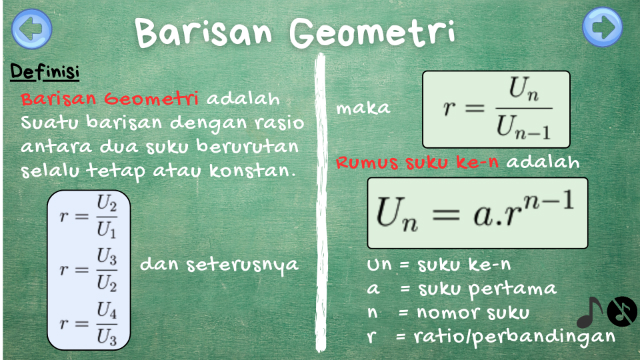 Barisan Geometri
Definisi
Barisan Geometri adalah
Suatu barisan dengan rasio
antara dua suku berurutan
selalu tetap atau konstan.
r = U₂/U₁
r = U₃/U₂
r = U₄/U₃
dan seterusnya
maka
r = Uₙ/Uₙ₋₁
Rumus suku ke-n adalah
Uₙ = a.rⁿ⁻¹
Un = suku ke-n
a = suku pertama
n = nomor suku
r = ratio/perbandingan